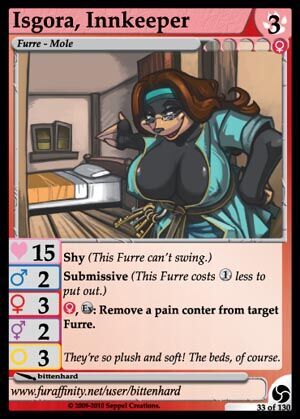 Isgora, Innkeeper
3
Furre - Mole
15
Shy (This Furre can't swing.)
2
Submissive (This Furre costs 1 less to
put out.)
3
: Remove a pain conter from target
Furre.
2
3
They're so plush and soft! The beds, of course.
bittenhard
www.furaffinity.net/user/bittenhard
© 2009-2010 Seppel Creations.
33 of 130